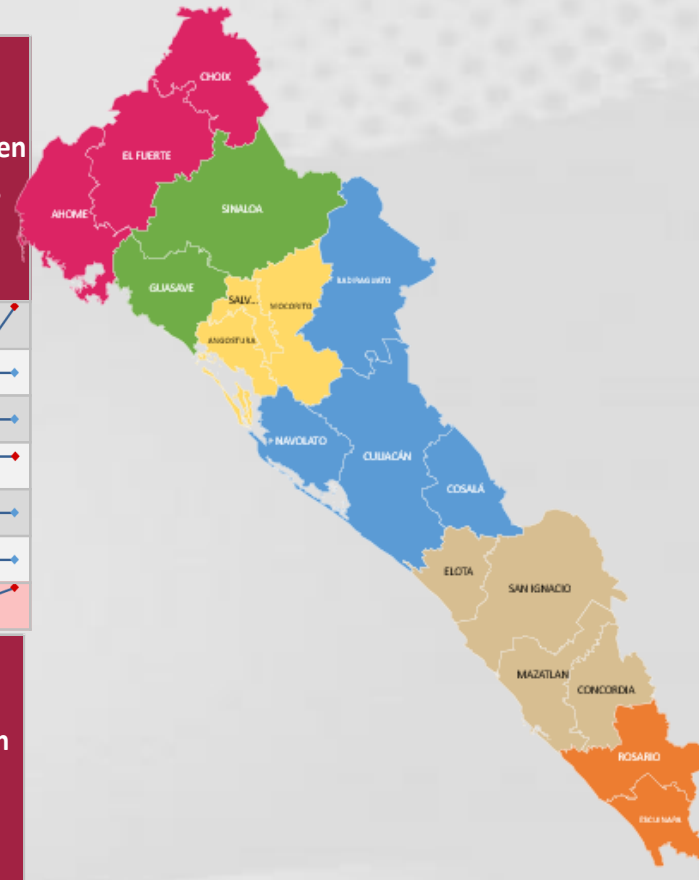 en
CHOIX
EL FUERTE
AHOME
SINALOA
BADIRAGUATO
GUASAVE
SALV...
MOCORITO
ANGOSTURA
NAVOLATO
CULIACÁN
COSALÁ
ELOTA
SAN IGNACIO
MAZATLAN
CONCORDIA
ROSARIO
ESCUINAPA